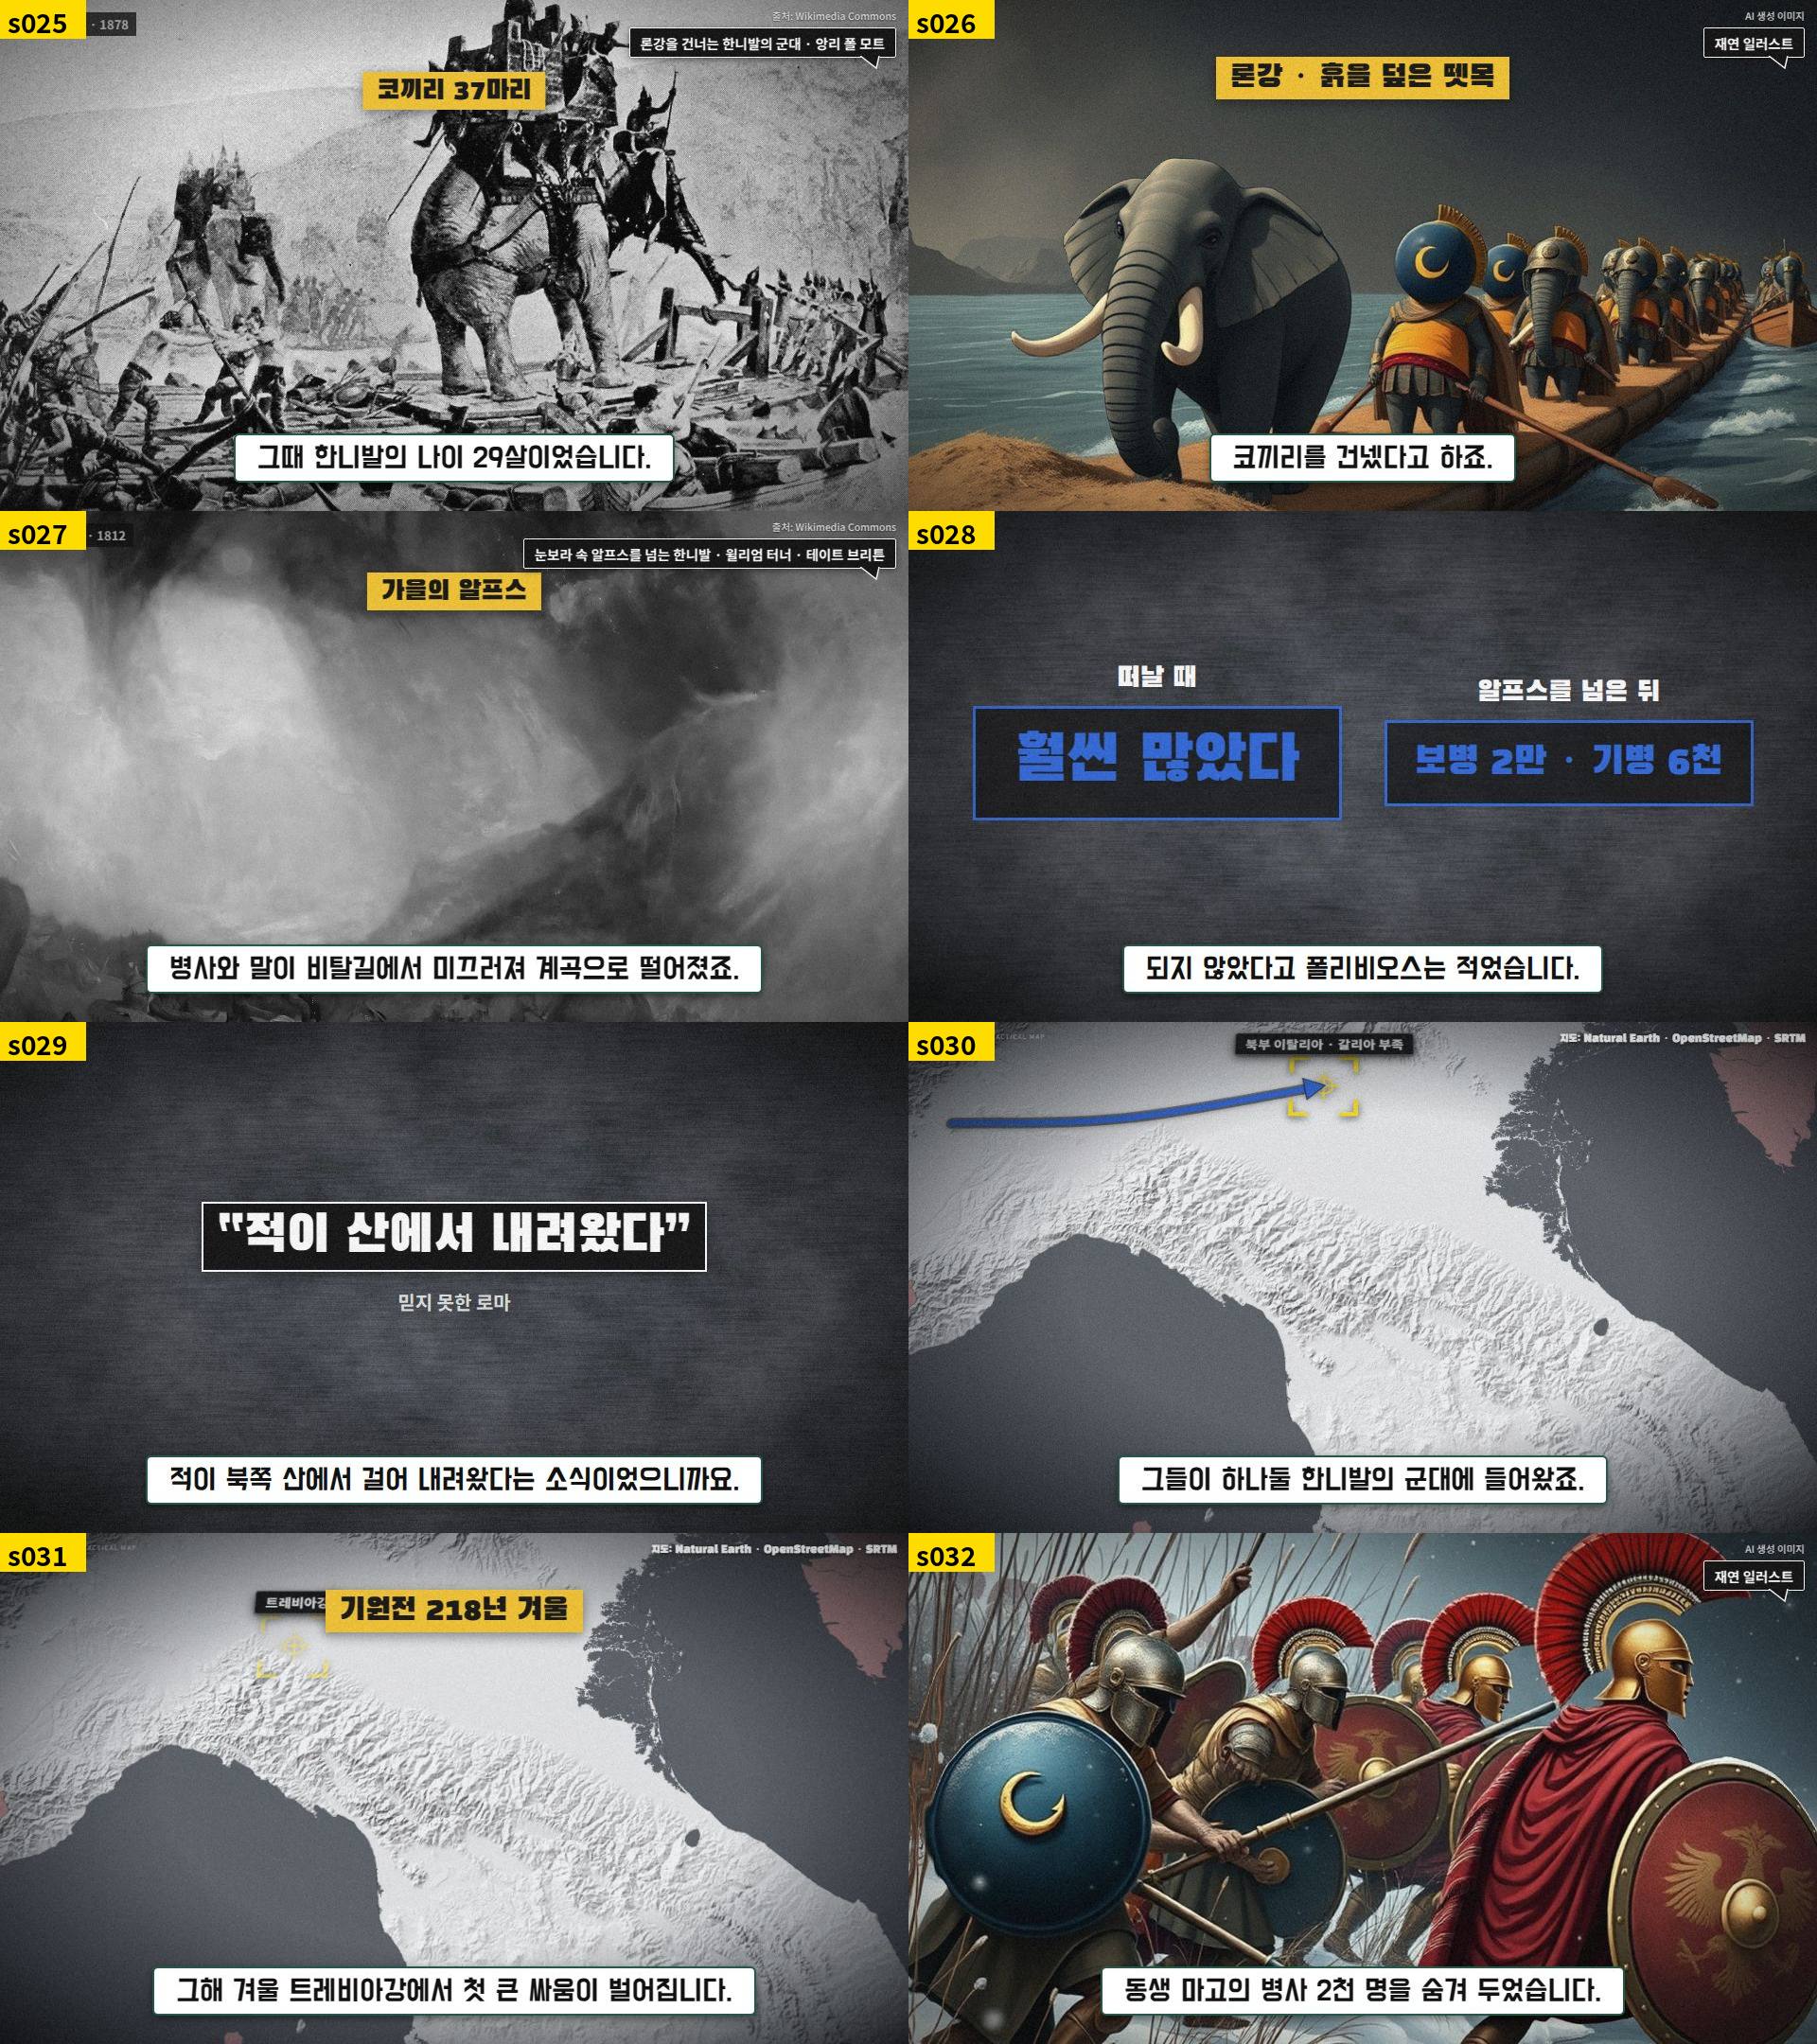 s025
· 1878
출처: Wikimedia Commons
론강을 건너는 한니발의 군대 · 앙리 폴 모트
코끼리 37마리
그때 한니발의 나이 29살이었습니다.
s026
AI 생성 이미지
재연 일러스트
론강 · 흙을 덮은 뗏목
코끼리를 건넸다고 하죠.
s027
· 1812
출처: Wikimedia Commons
눈보라 속 알프스를 넘는 한니발 · 윌리엄 터너 · 테이트 브리튼
가을의 알프스
병사와 말이 비탈길에서 미끄러져 계곡으로 떨어졌죠.
s028
떠날 때
훨씬 많았다
알프스를 넘은 뒤
보병 2만 · 기병 6천
되지 않았다고 폴리비오스는 적었습니다.
s029
"적이 산에서 내려왔다"
믿지 못한 로마
적이 북쪽 산에서 걸어 내려왔다는 소식이었으니까요.
s030
ACTICAL MAP
북부 이탈리아 · 갈리아 부족
지도: Natural Earth · OpenStreetMap · SRTM
그들이 하나둘 한니발의 군대에 들어왔죠.
s031
ACTICAL MAP
지도: Natural Earth · OpenStreetMap · SRTM
트레비아강
기원전 218년 겨울
그해 겨울 트레비아강에서 첫 큰 싸움이 벌어집니다.
s032
AI 생성 이미지
재연 일러스트
동생 마고의 병사 2천 명을 숨겨 두었습니다.